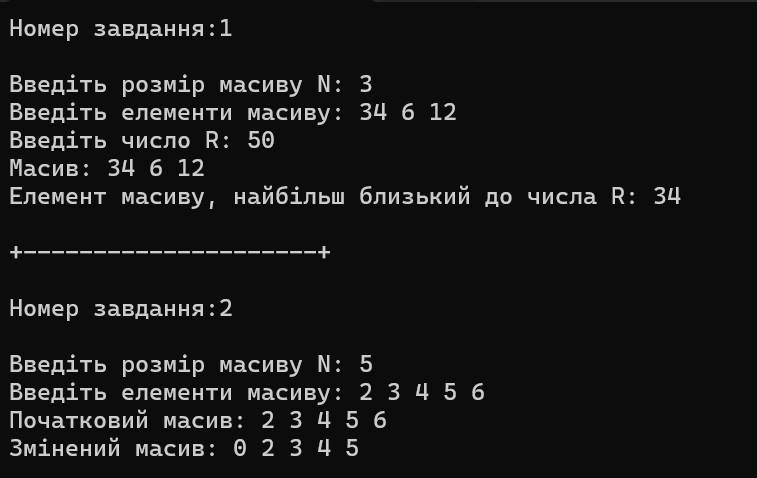 Номер завдання:1
Введіть розмір масиву N: 3
Введіть елементи масиву: 34 6 12
Введіть число R: 50
Масив: 34 6 12
Елемент масиву, найбільш близький до числа R: 34
+----------------------+
Номер завдання:2
Введіть розмір масиву N: 5
Введіть елементи масиву: 2 3 4 5 6
Початковий масив: 2 3 4 5 6
Змінений масив: 0 2 3 4 5